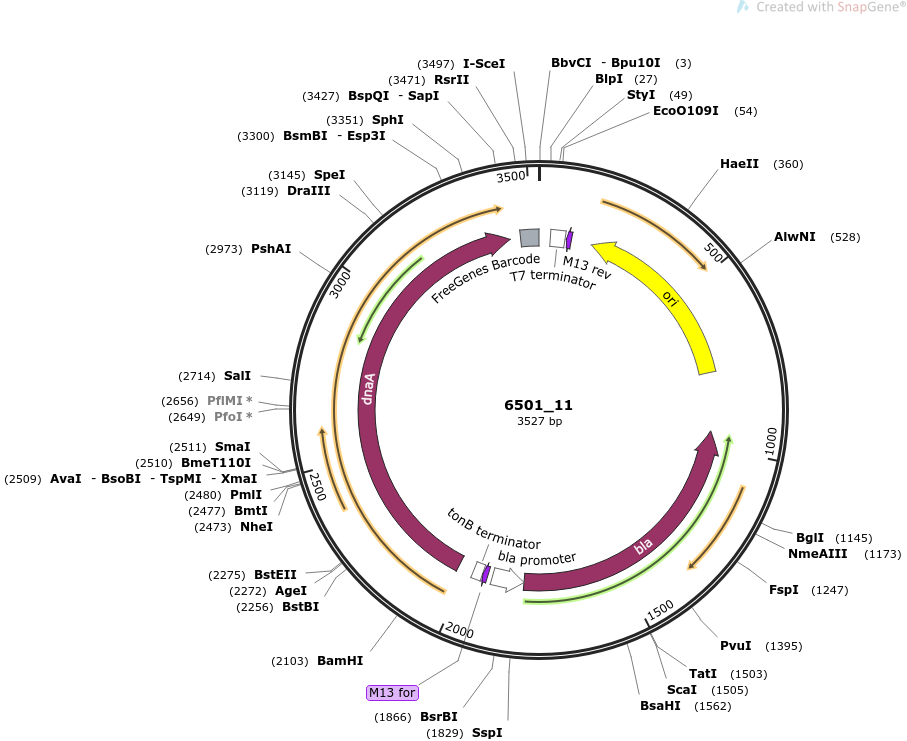 Created with SnapGene®
(3497) I-SceI
BbvCI - Bpu10I (3)
(3471) RsrII
BlpI (27)
(3427) BspQI - SapI
StyI (49)
EcoO109I (54)
(3351) SphI
(3300) BsmBI - Esp3I
HaeII (360)
(3145) SpeI
(3119) DraIII
AlwNI (528)
(2973) PshAI
3500
500
3000
FreeGenes Barcode
M13 rev
T7 terminator
ori
dnaA
(2714) SalI
(2656) PflMI *
(2649) PfoI *
6501_11
3527 bp
1000
(2511) SmaI
(2510) BmeT110I
(2509) AvaI - BsoBI - TspMI - XmaI
(2480) PmlI
(2477) BmtI
(2473) NheI
2500
tonB terminator
bla promoter
bla
BglI (1145)
NmeAIII (1173)
FspI (1247)
(2275) BstEII
(2272) AgeI
(2256) BstBI
1500
2000
PvuI (1395)
(2103) BamHI
TatI (1503)
ScaI (1505)
BsaHI (1562)
M13 for
(1866) BsrBI
(1829) SspI